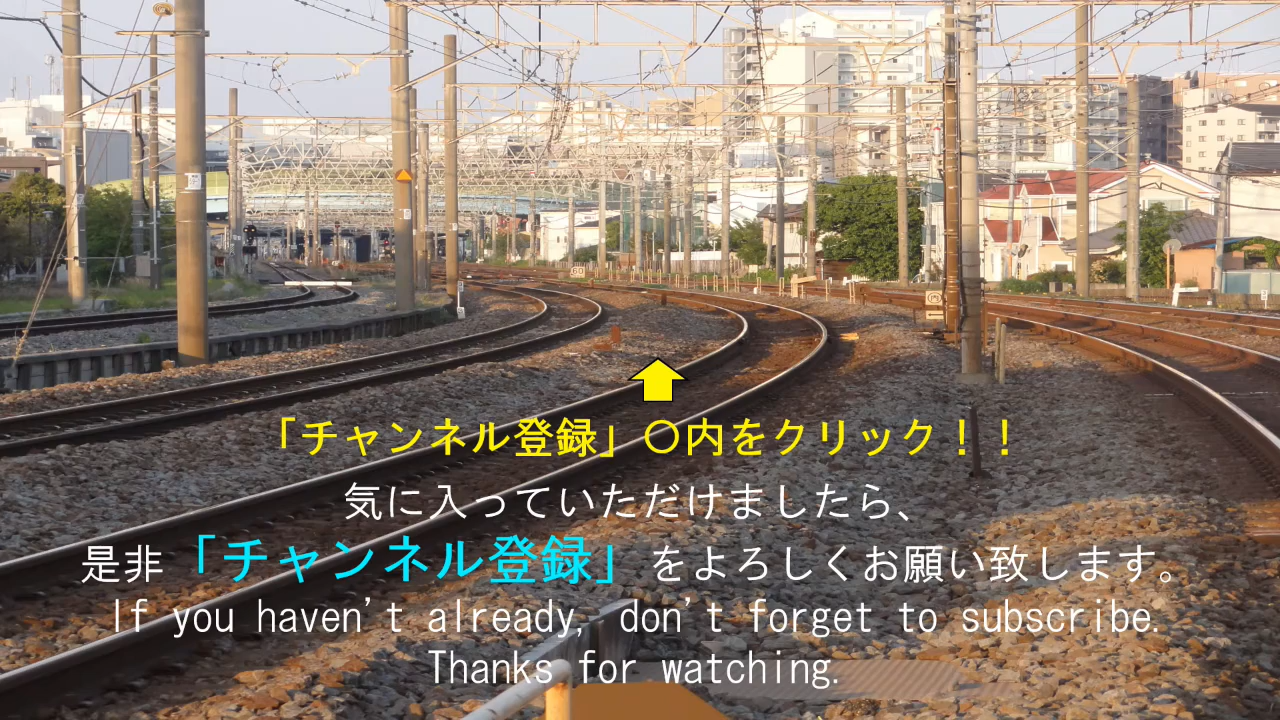 60
「チャンネル登録」〇内をクリック！！
気に入っていただけましたら、
是非「チャンネル登録」をよろしくお願い致します。
If you haven't already, don't forget to subscribe.
Thanks for watching.